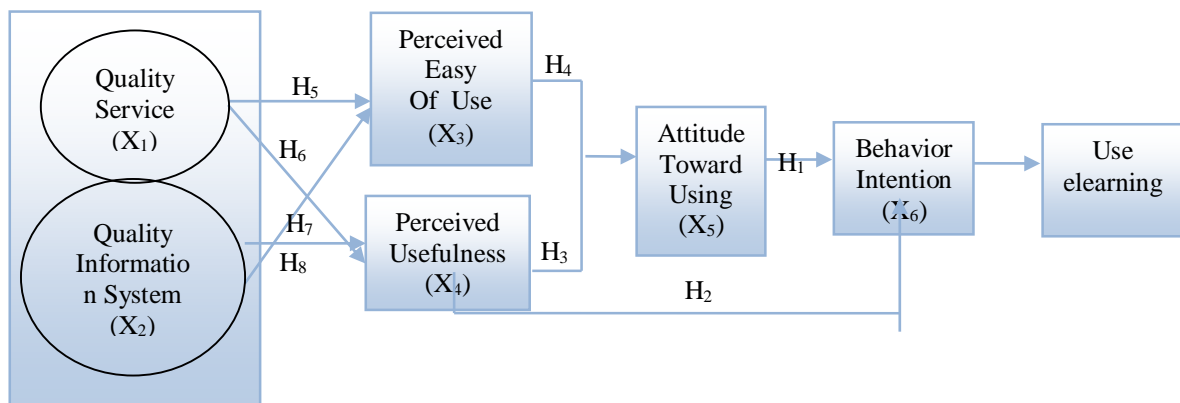 Quality
Service
(X₁)
Quality
Informatio
n System
(X₂)
H₅
H₆
H₇
H₈
Perceived
Easy
Of Use
(X₃)
Perceived
Usefulness
(X₄)
H₄
H₃
H₂
Attitude
Toward
Using
(X₅)
H₁
Behavior
Intention
(X₆)
Use
elearning